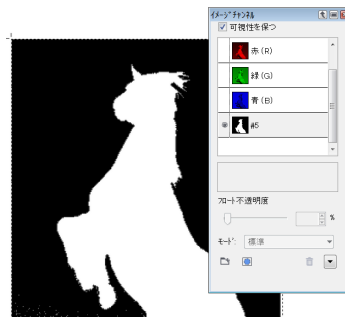 イメージチャンネル
可視性を保つ
赤 (R)
緑 (G)
青 (B)
#5
フロート不透明度
%
モード: 標準